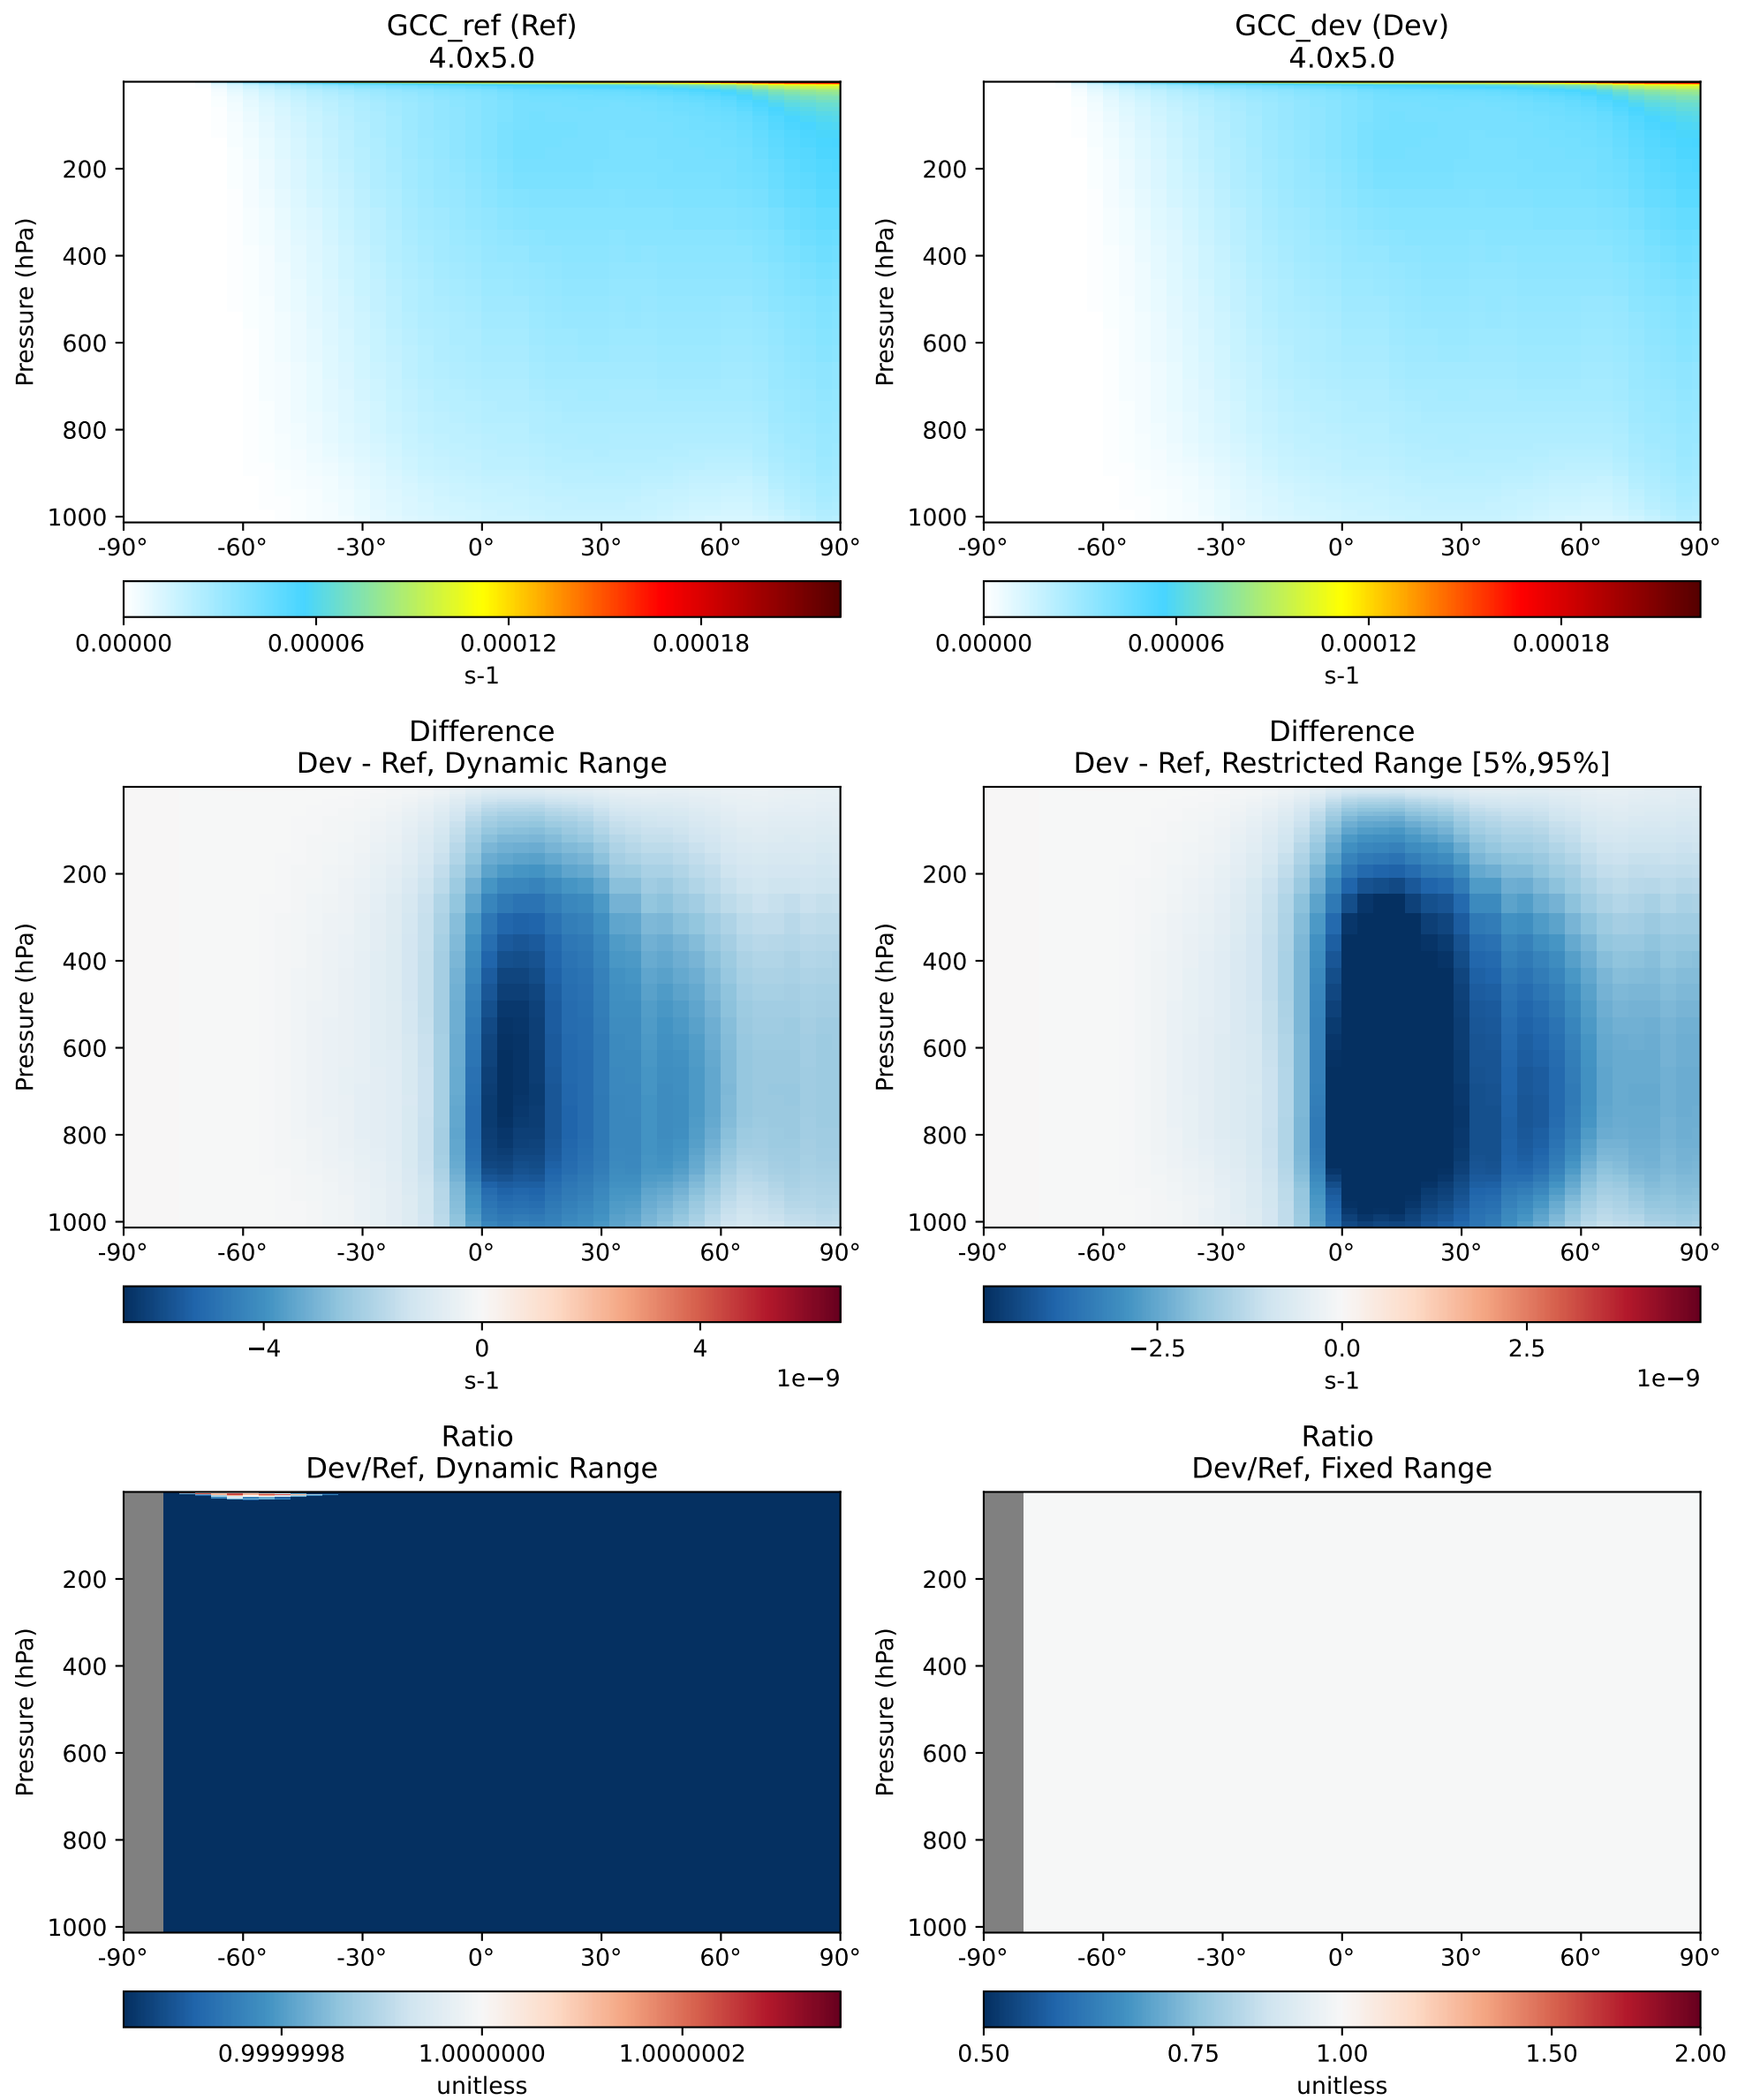 GCC_ref (Ref)
4.0x5.0
Pressure (hPa)
200
400
600
800
1000
-90° -60° -30° 0° 30° 60° 90°
0.00000 0.00006 0.00012 0.00018
s-1
GCC_dev (Dev)
4.0x5.0
Pressure (hPa)
200
400
600
800
1000
-90° -60° -30° 0° 30° 60° 90°
0.00000 0.00006 0.00012 0.00018
s-1
Difference
Dev - Ref, Dynamic Range
Pressure (hPa)
200
400
600
800
1000
-90° -60° -30° 0° 30° 60° 90°
−4 0 4
s-1 1e−9
Difference
Dev - Ref, Restricted Range [5%,95%]
Pressure (hPa)
200
400
600
800
1000
-90° -60° -30° 0° 30° 60° 90°
−2.5 0.0 2.5
s-1 1e−9
Ratio
Dev/Ref, Dynamic Range
Pressure (hPa)
200
400
600
800
1000
-90° -60° -30° 0° 30° 60° 90°
0.9999998 1.0000000 1.0000002
unitless
Ratio
Dev/Ref, Fixed Range
Pressure (hPa)
200
400
600
800
1000
-90° -60° -30° 0° 30° 60° 90°
0.50 0.75 1.00 1.50 2.00
unitless